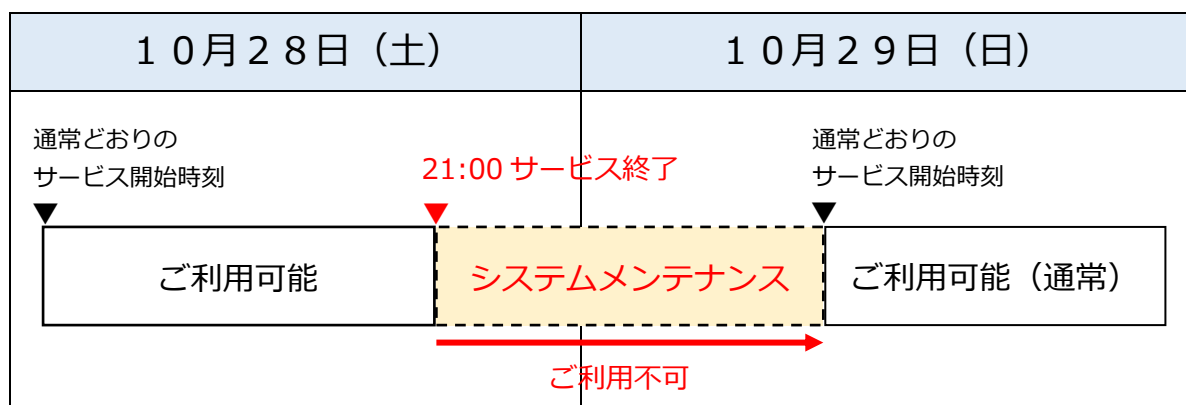 １０月２８日（土）
１０月２９日（日）
通常どおりの
サービス開始時刻
21:00 サービス終了
通常どおりの
サービス開始時刻
ご利用可能
システムメンテナンス
ご利用可能（通常）
ご利用不可